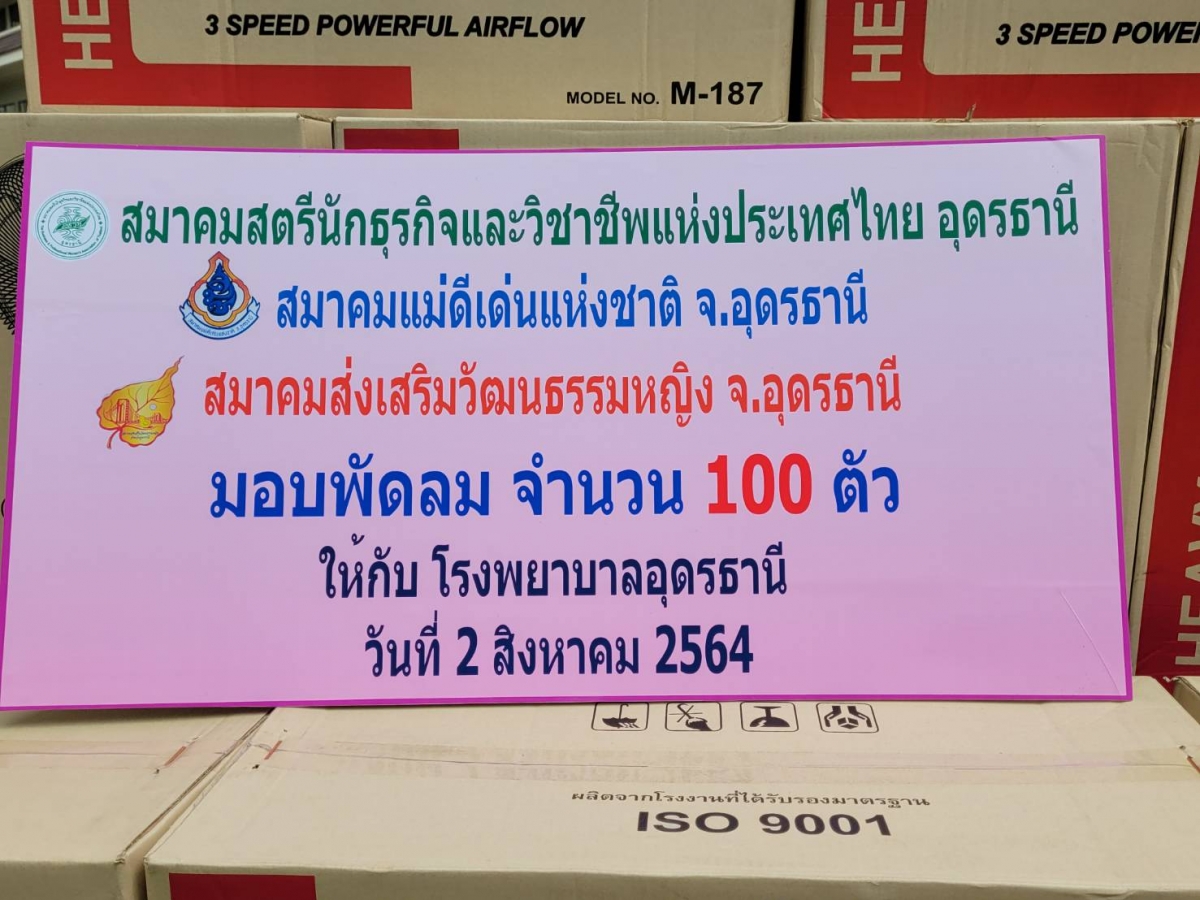 HE
3 SPEED POWERFUL AIRFLOW
MODEL NO. M-187
HE
3 SPEED
สมาคมสตรีนักธุรกิจและวิชาชีพแห่งประเทศไทย อุดรธานี
สมาคมแม่ดีเด่นแห่งชาติ จ.อุดรธานี
สมาคมส่งเสริมวัฒนธรรมหญิง จ.อุดรธานี
มอบพัดลม จำนวน 100 ตัว
ให้กับ โรงพยาบาลอุดรธานี
วันที่ 2 สิงหาคม 2564
ผลิตจากโรงงานที่ได้รับรองมาตรฐาน
ISO 9001